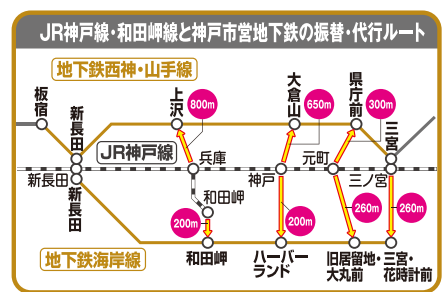 JR神戸線・和田岬線と神戸市営地下鉄の振替・代行ルート
地下鉄西神・山手線
板宿
新長田
上沢
800m
大倉山
650m
県庁前
300m
三宮
JR神戸線
新長田
兵庫
神戸
元町
三ノ宮
新長田
和田岬
200m
200m
260m
260m
地下鉄海岸線
和田岬
ハーバー
ランド
旧居留地・
大丸前
三宮・
花時計前